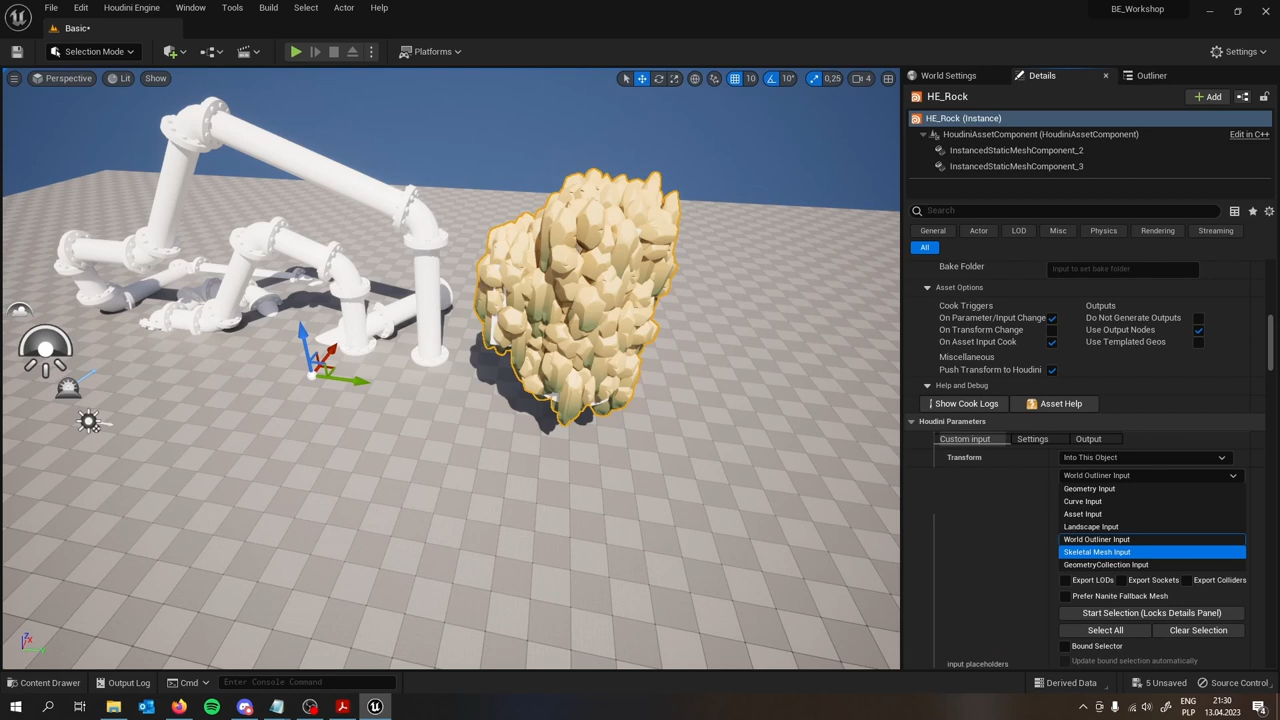 File Edit Houdini Engine Window Tools Build Select Actor Help
BE_Workshop
Basic*
Selection Mode
Platforms
Settings
Perspective Lit Show
10 10° 0,25 4
World Settings Details Outliner
HE_Rock
Add
HE_Rock (Instance)
HoudiniAssetComponent (HoudiniAssetComponent) Edit in C++
InstancedStaticMeshComponent_2
InstancedStaticMeshComponent_3
Search
General Actor LOD Misc Physics Rendering Streaming
All
Bake Folder Input to set bake folder
Asset Options
Cook Triggers Outputs
On Parameter/Input Change Do Not Generate Outputs
On Transform Change Use Output Nodes
On Asset Input Cook Use Templated Geos
Miscellaneous
Push Transform to Houdini
Help and Debug
Show Cook Logs Asset Help
Houdini Parameters
Custom input Settings Output
Transform Into This Object
World Outliner Input
Geometry Input
Curve Input
Asset Input
Landscape Input
World Outliner Input
Skeletal Mesh Input
GeometryCollection Input
Export LODs Export Sockets Export Colliders
Prefer Nanite Fallback Mesh
Start Selection (Locks Details Panel)
Select All Clear Selection
Bound Selector
Update bound selection automatically
input placeholders
Content Drawer Output Log Cmd Enter Console Command
Derived Data 5 Unsaved Source Control
ENG 21:30
PLP 13.04.2023